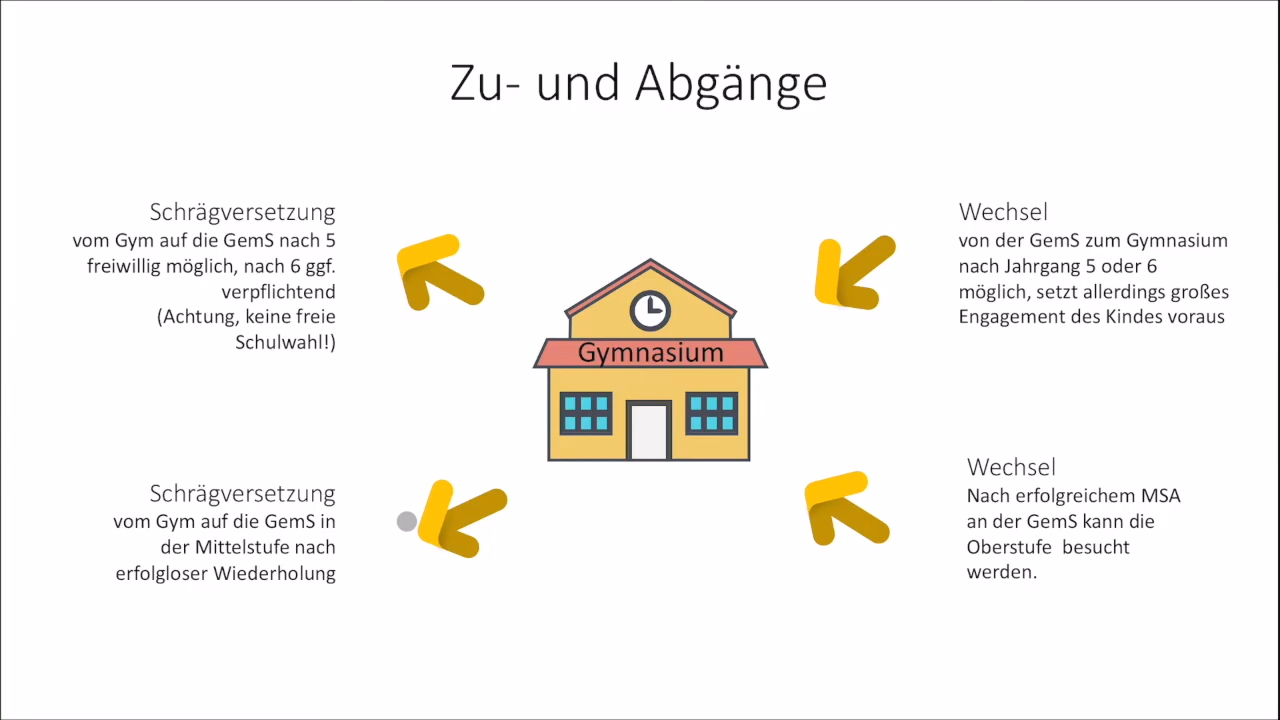 Zu- und Abgänge
Schrägversetzung
vom Gym auf die GemS nach 5
freiwillig möglich, nach 6 ggf.
verpflichtend
(Achtung, keine freie
Schulwahl!)
Wechsel
von der GemS zum Gymnasium
nach Jahrgang 5 oder 6
möglich, setzt allerdings großes
Engagement des Kindes voraus
Gymnasium
Schrägversetzung
vom Gym auf die GemS in
der Mittelstufe nach
erfolgloser Wiederholung
Wechsel
Nach erfolgreichem MSA
an der GemS kann die
Oberstufe  besucht
werden.